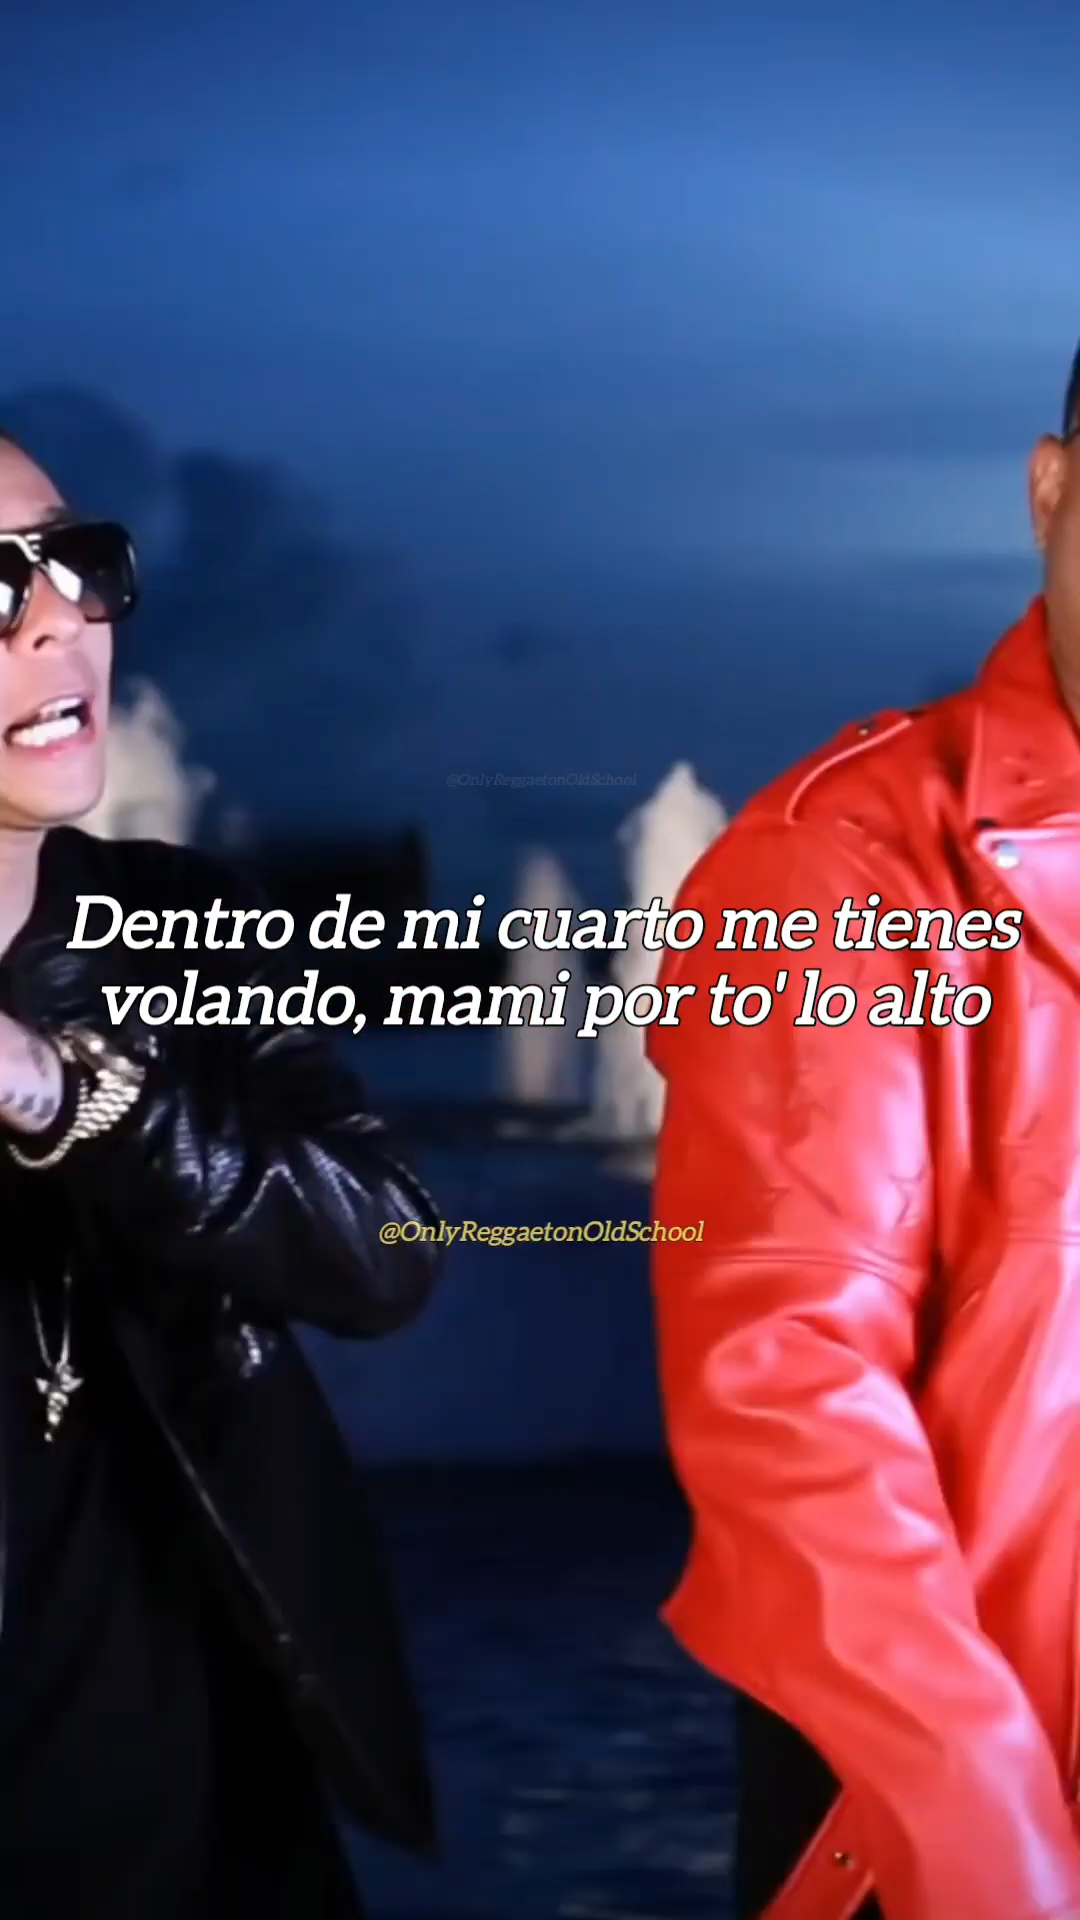 @OnlyReggaetonOldSchool
Dentro de mi cuarto me tienes
volando, mami por to' lo alto
@OnlyReggaetonOldSchool